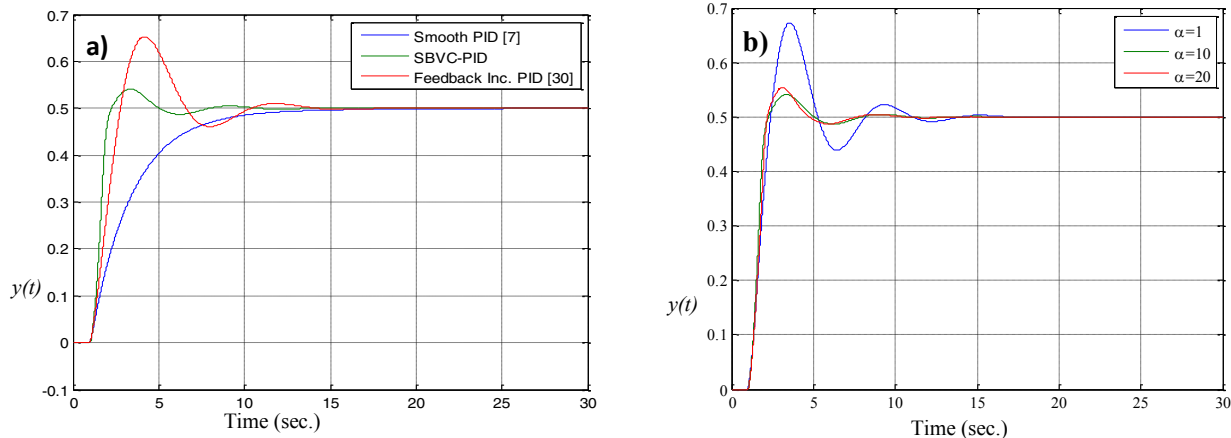 a)
0.7
0.6
0.5
0.4
0.3
0.2
0.1
0
-0.1
y(t)
0 5 10 15 20 25 30
Time (sec.)
Smooth PID [7]
SBVC-PID
Feedback Inc. PID [30]
b)
0.7
0.6
0.5
0.4
0.3
0.2
0.1
0
y(t)
0 5 10 15 20 25 30
Time (sec.)
α=1
α=10
α=20